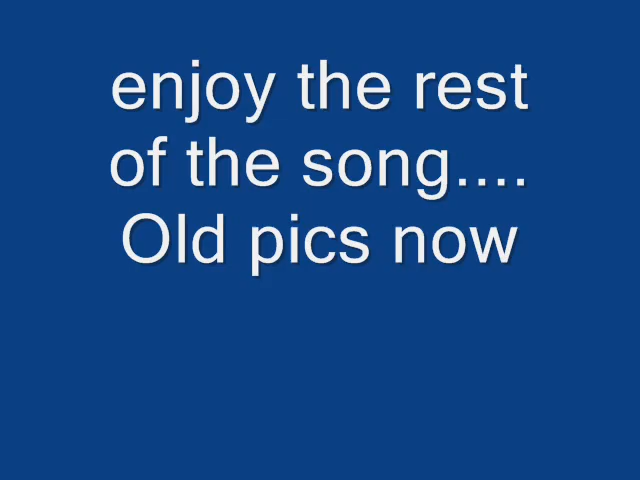 enjoy the rest
of the song....
Old pics now